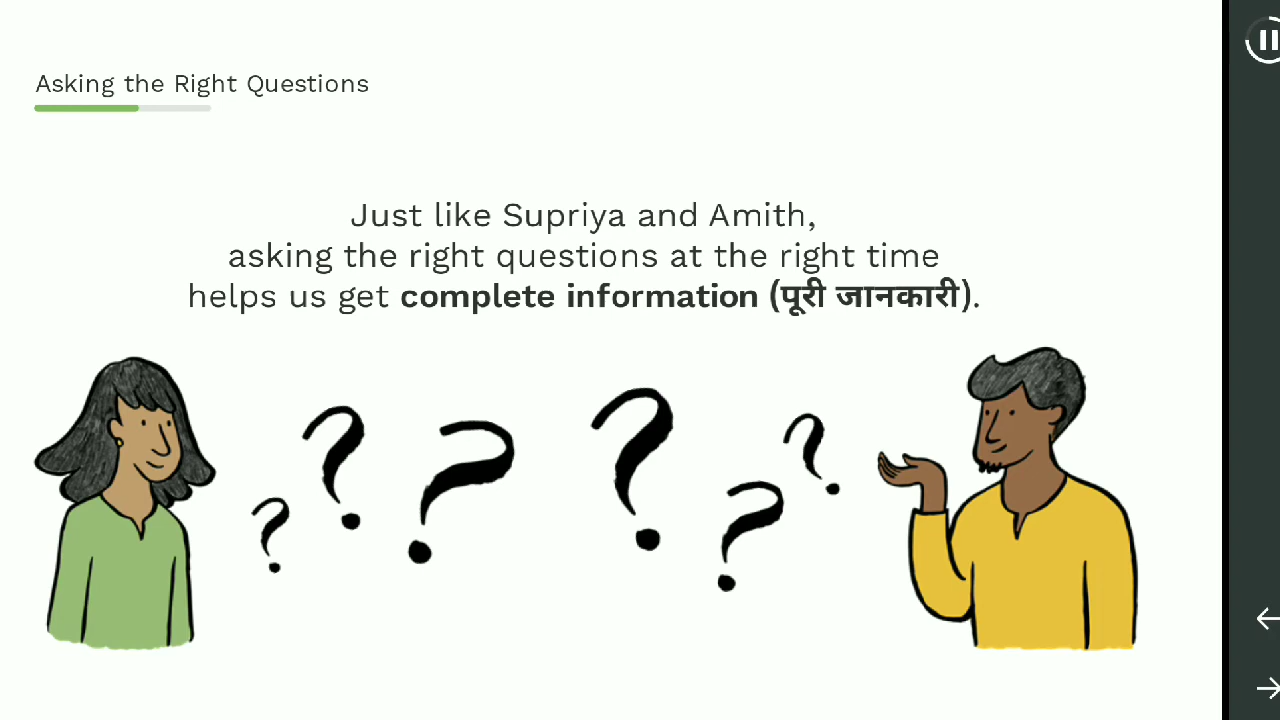 Asking the Right Questions
Just like Supriya and Amith,
asking the right questions at the right time
helps us get complete information (पूरी जानकारी).